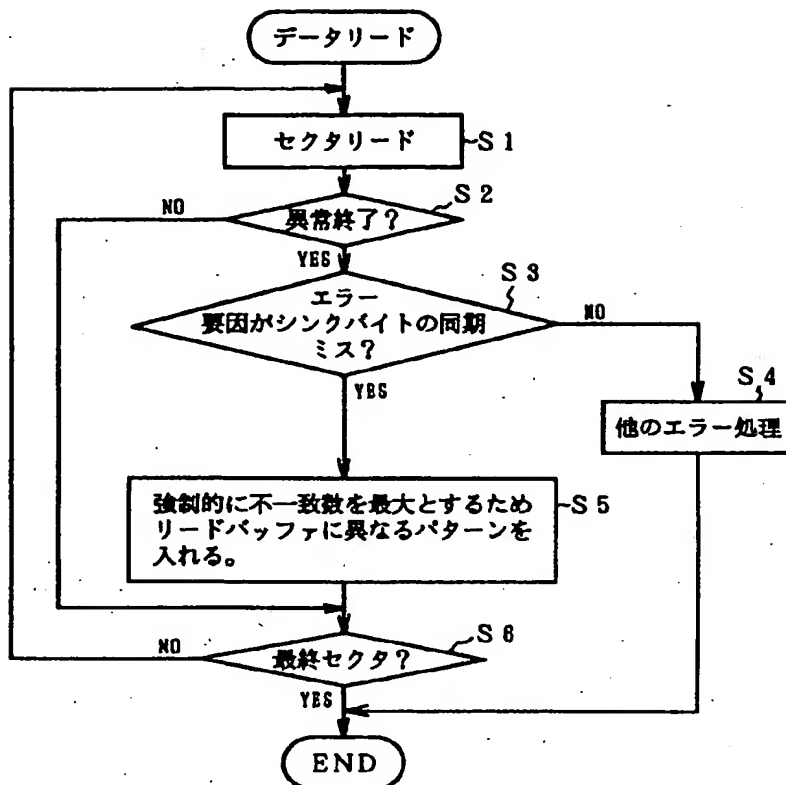 データリード
セクタリード
S1
S2
異常終了?
NO
YES
S3
エラー
要因がシンクバイトの同期
ミス?
NO
YES
S4
他のエラー処理
強制的に不一致数を最大とするため
リードバッファに異なるパターンを
入れる。
S5
S6
最終セクタ?
NO
YES
END